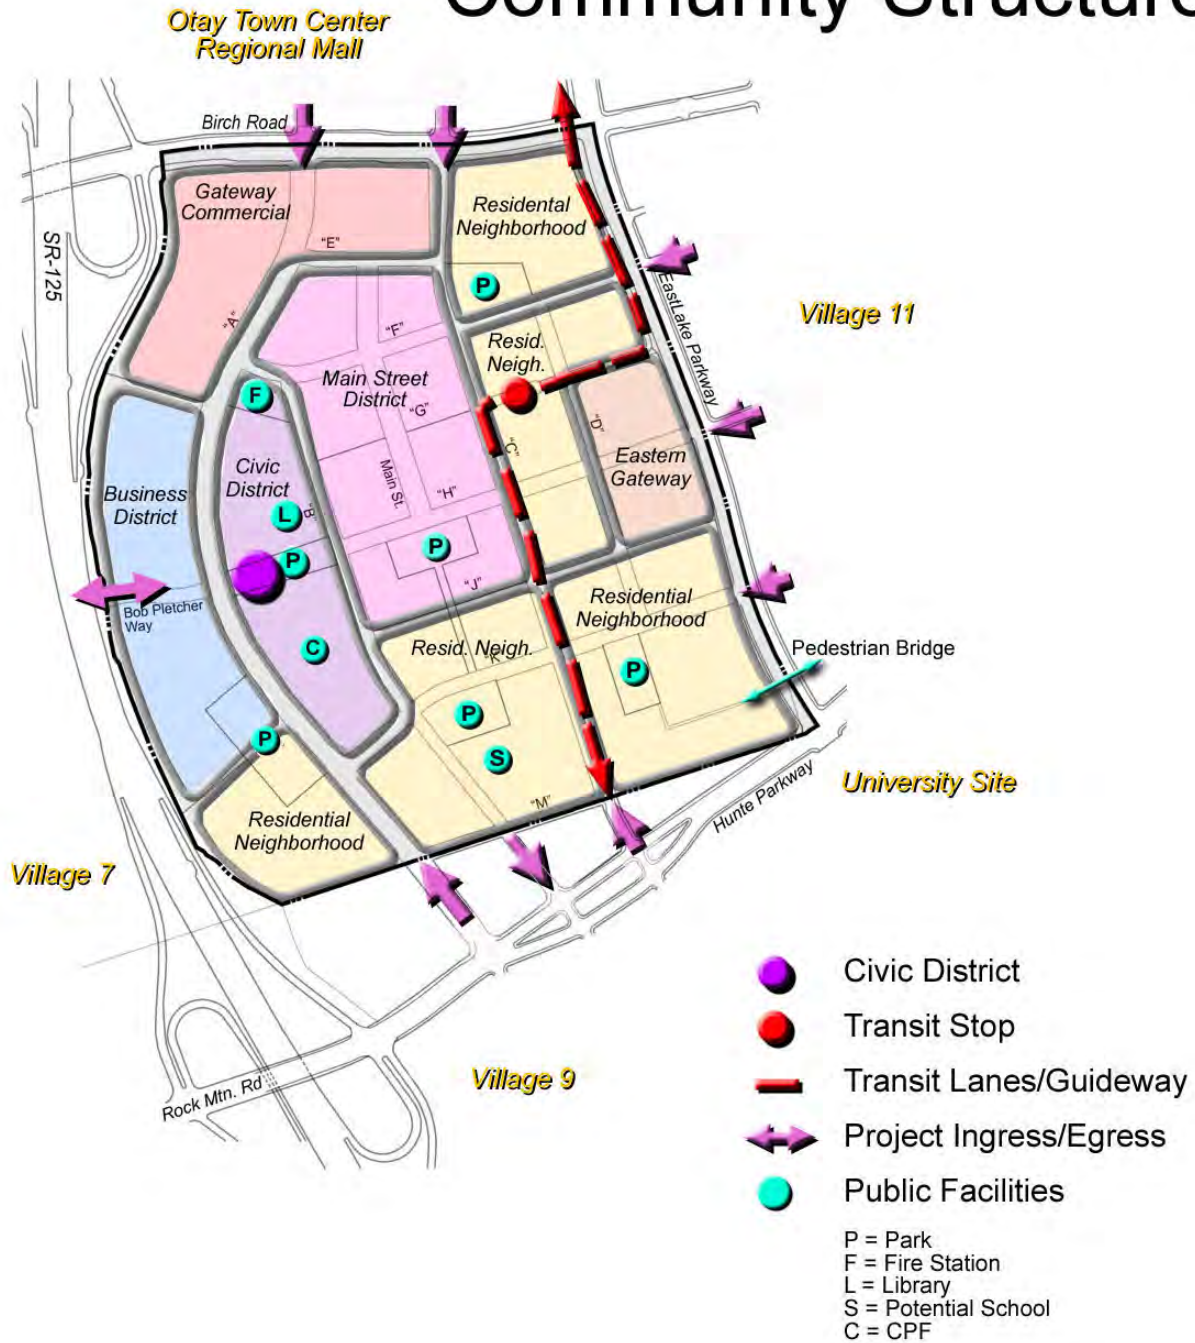 Community Structure
Otay Town Center
Regional Mall
Birch Road
Gateway
Commercial
"E"
"A"
SR-125
Residental
Neighborhood
P
EastLake Parkway
Village 11
Resid.
Neigh.
"F"
Main Street
District
"G"
"C"
"D"
Eastern
Gateway
F
Civic
District
L
"B"
P
Main St.
"H"
P
"J"
Business
District
Bob Pletcher
Way
C
Residential
Neighborhood
P
Pedestrian Bridge
Resid. Neigh.
"K"
P
S
"M"
P
Residential
Neighborhood
University Site
Hunte Parkway
Village 7
Village 9
Rock Mtn. Rd
Civic District
Transit Stop
Transit Lanes/Guideway
Project Ingress/Egress
Public Facilities
P = Park
F = Fire Station
L = Library
S = Potential School
C = CPF